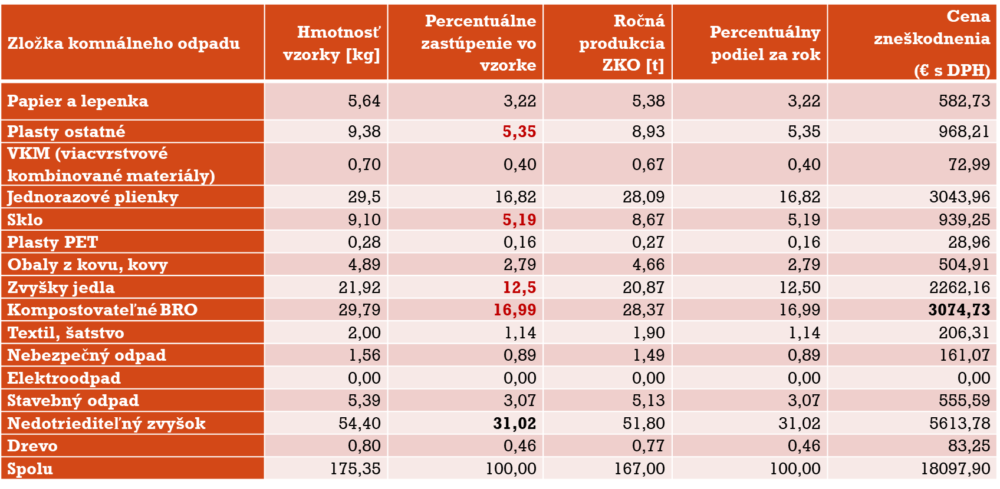 Zložka komnálneho odpadu Hmotnosť vzorky [kg] Percentuálne zastúpenie vo vzorke Ročná produkcia ZKO [t] Percentuálny podiel za rok Cena zneškodnenia (€ s DPH)
Papier a lepenka 5,64 3,22 5,38 3,22 582,73
Plasty ostatné 9,38 5,35 8,93 5,35 968,21
VKM (viacvrstvové kombinované materiály) 0,70 0,40 0,67 0,40 72,99
Jednorazové plienky 29,5 16,82 28,09 16,82 3043,96
Sklo 9,10 5,19 8,67 5,19 939,25
Plasty PET 0,28 0,16 0,27 0,16 28,96
Obaly z kovu, kovy 4,89 2,79 4,66 2,79 504,91
Zvyšky jedla 21,92 12,5 20,87 12,50 2262,16
Kompostovateľné BRO 29,79 16,99 28,37 16,99 3074,73
Textil, šatstvo 2,00 1,14 1,90 1,14 206,31
Nebezpečný odpad 1,56 0,89 1,49 0,89 161,07
Elektroodpad 0,00 0,00 0,00 0,00 0,00
Stavebný odpad 5,39 3,07 5,13 3,07 555,59
Nedotriediteľný zvyšok 54,40 31,02 51,80 31,02 5613,78
Drevo 0,80 0,46 0,77 0,46 83,25
Spolu 175,35 100,00 167,00 100,00 18097,90